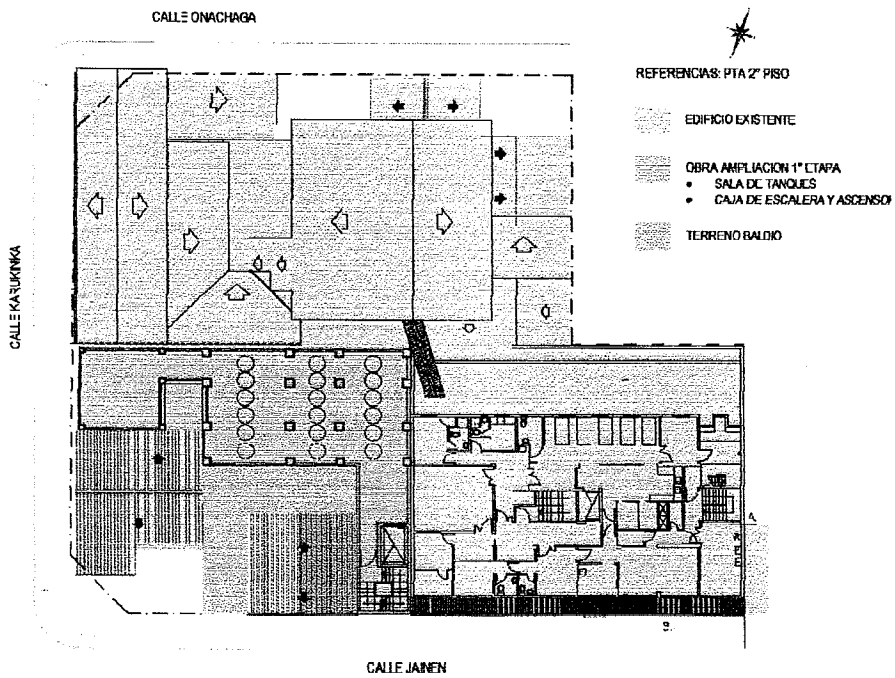 CALLE ONACHAGA
REFERENCIAS: PTA 2° PISO
EDIFICIO EXISTENTE
OBRA AMPLIACION 1° ETAPA
• SALA DE TANQUES
• CAJA DE ESCALERA Y ASCENSOR
TERRENO BALDIO
CALLE KARUKINKA
CALLE JAINEN